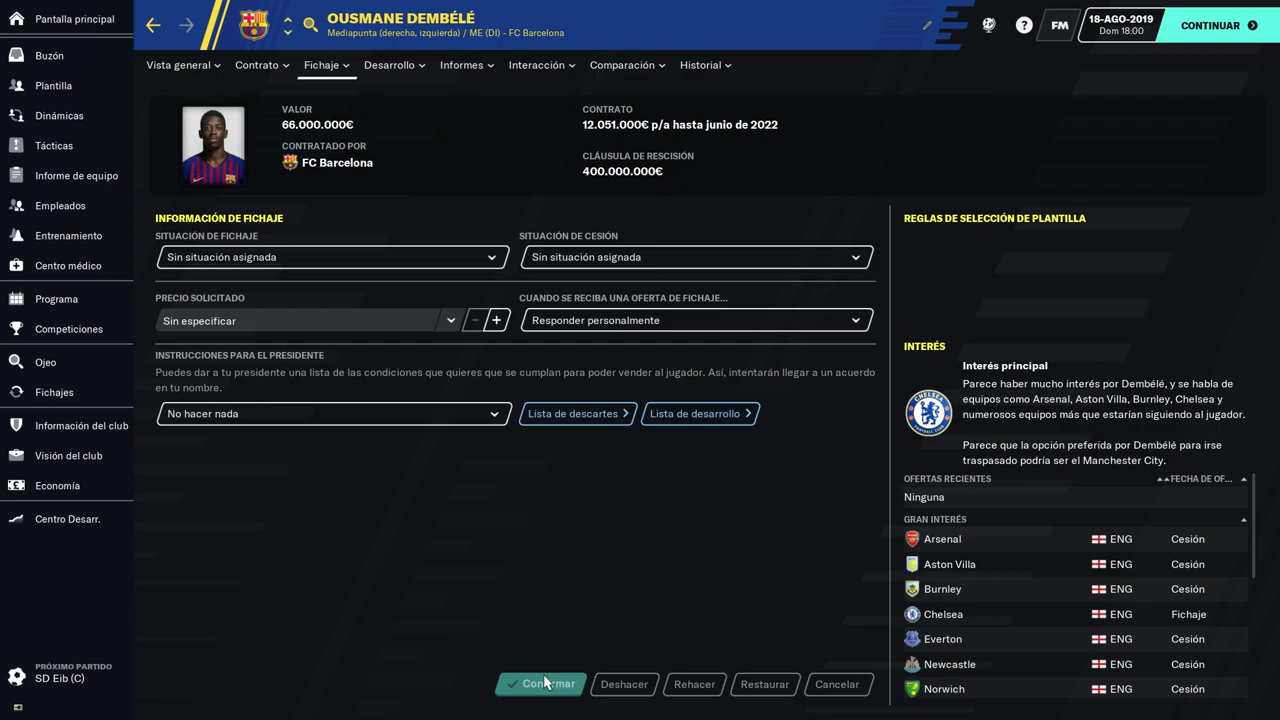 Pantalla principal
Buzón
Plantilla
Dinámicas
Tácticas
Informe de equipo
Empleados
Entrenamiento
Centro médico
Programa
Competiciones
Ojeo
Fichajes
Información del club
Visión del club
Economía
Centro Desarr.
PRÓXIMO PARTIDO
SD Eib (C)
OUSMANE DEMBÉLÉ
Mediapunta (derecha, izquierda) / ME (DI) - FC Barcelona
?
FM
18-AGO-2019
Dom 18:00
CONTINUAR
Vista general
Contrato
Fichaje
Desarrollo
Informes
Interacción
Comparación
Historial
VALOR
66.000.000€
CONTRATADO POR
FC Barcelona
CONTRATO
12.051.000€ p/a hasta junio de 2022
CLÁUSULA DE RESCISIÓN
400.000.000€
INFORMACIÓN DE FICHAJE
SITUACIÓN DE FICHAJE
Sin situación asignada
SITUACIÓN DE CESIÓN
Sin situación asignada
PRECIO SOLICITADO
Sin especificar
CUANDO SE RECIBA UNA OFERTA DE FICHAJE...
Responder personalmente
INSTRUCCIONES PARA EL PRESIDENTE
Puedes dar a tu presidente una lista de las condiciones que quieres que se cumplan para poder vender al jugador. Así, intentarán llegar a un acuerdo
en tu nombre.
No hacer nada
Lista de descartes
Lista de desarrollo
Confirmar
Deshacer
Rehacer
Restaurar
Cancelar
REGLAS DE SELECCIÓN DE PLANTILLA
INTERÉS
Interés principal
Parece haber mucho interés por Dembélé, y se habla de
equipos como Arsenal, Aston Villa, Burnley, Chelsea y
numerosos equipos más que estarían siguiendo al jugador.
Parece que la opción preferida por Dembélé para irse
traspasado podría ser el Manchester City.
OFERTAS RECIENTES FECHA DE OF...
Ninguna
GRAN INTERÉS
Arsenal ENG Cesión
Aston Villa ENG Cesión
Burnley ENG Cesión
Chelsea ENG Fichaje
Everton ENG Cesión
Newcastle ENG Cesión
Norwich ENG Cesión